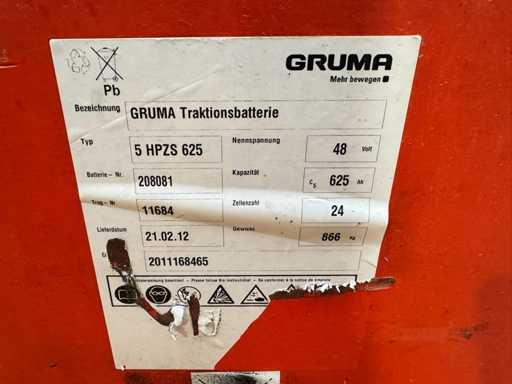 GRUMA
Mehr bewegen
Pb
Bezeichnung GRUMA Traktionsbatterie
Typ 5 HPZS 625 Nennspannung 48 Volt
Batterie-Nr. 208081 Kapazität C5 625 Ah
Trog-Nr. 11684 Zellenzahl 24
Lieferdatum 21.02.12 Gewicht 866 Kg
2011168465